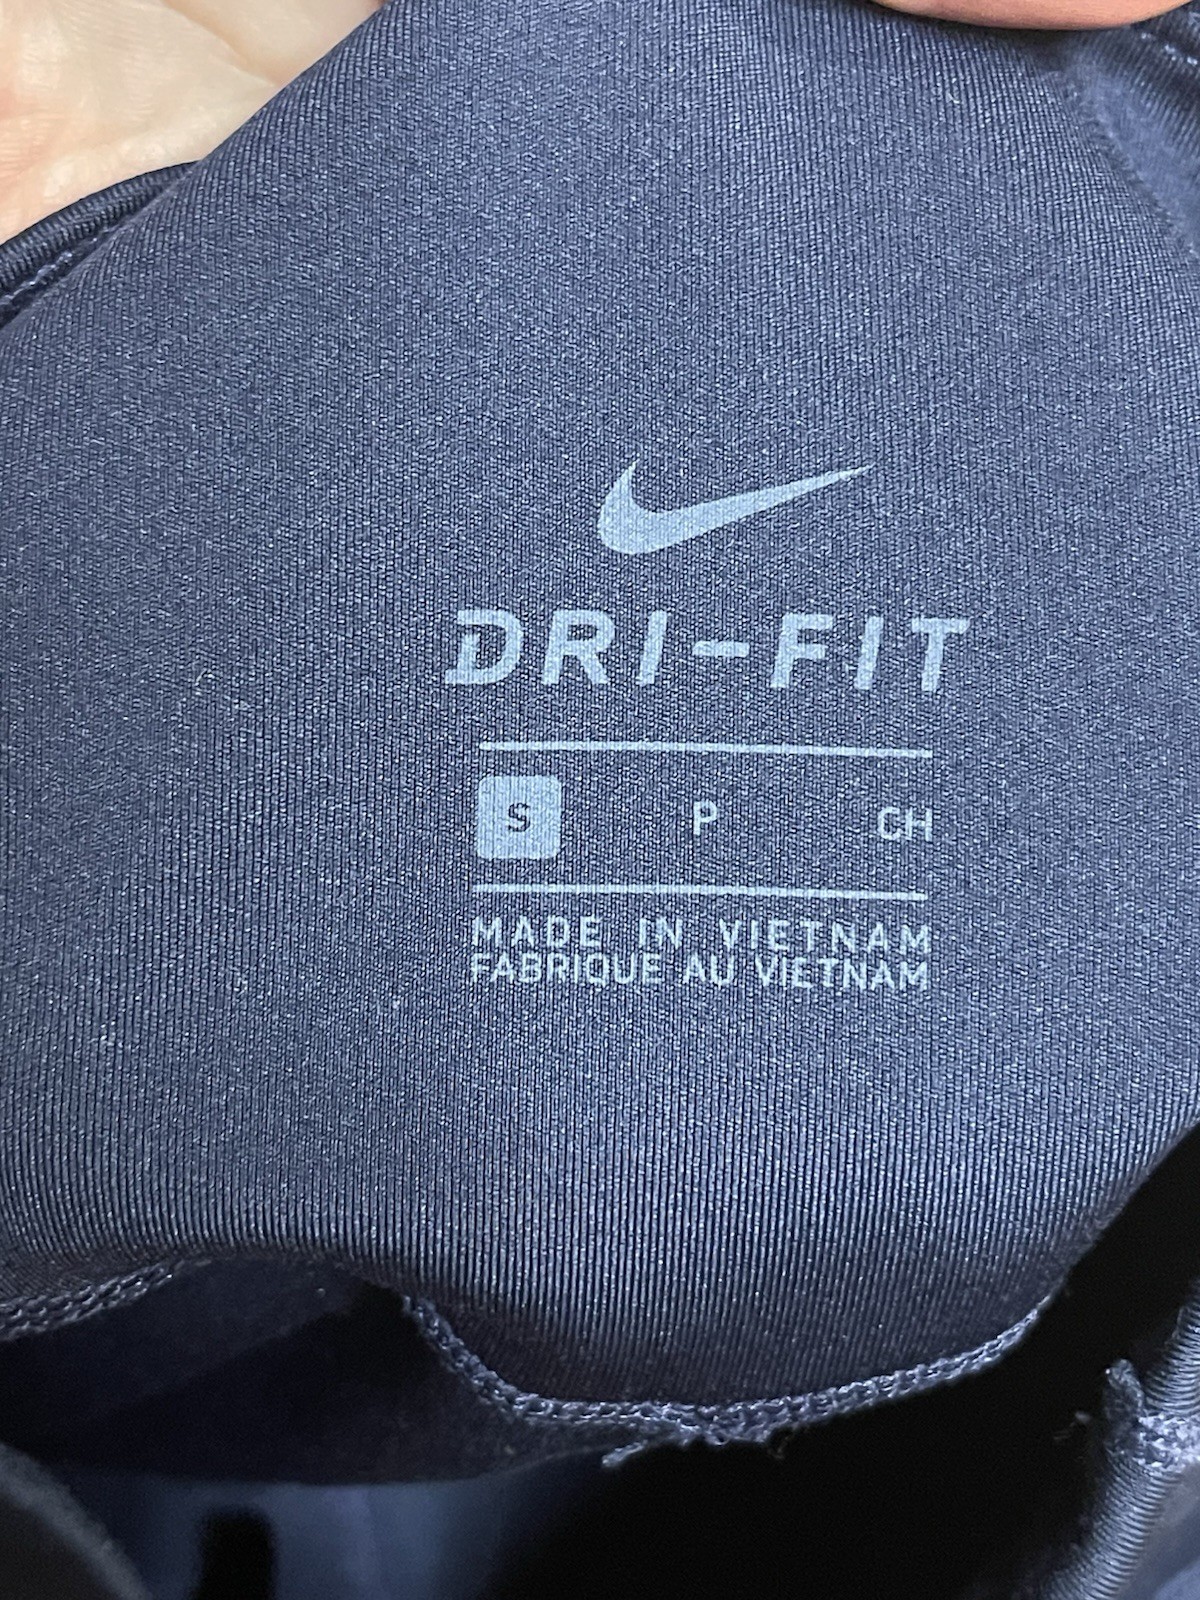 DRI-FIT
S P CH
MADE IN VIETNAM
FABRIQUE AU VIETNAM